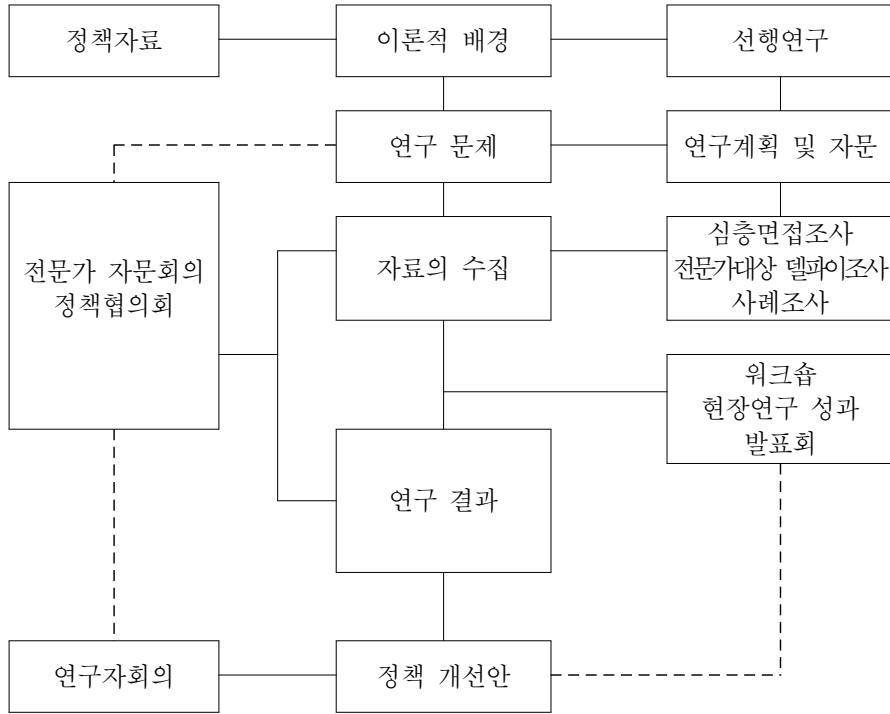 정책자료
이론적 배경
선행연구
연구 문제
연구계획 및 자문
전문가 자문회의
정책협의회
자료의 수집
심층면접조사
전문가대상 델파이조사
사례조사
워크숍
현장연구 성과
발표회
연구 결과
연구자회의
정책 개선안